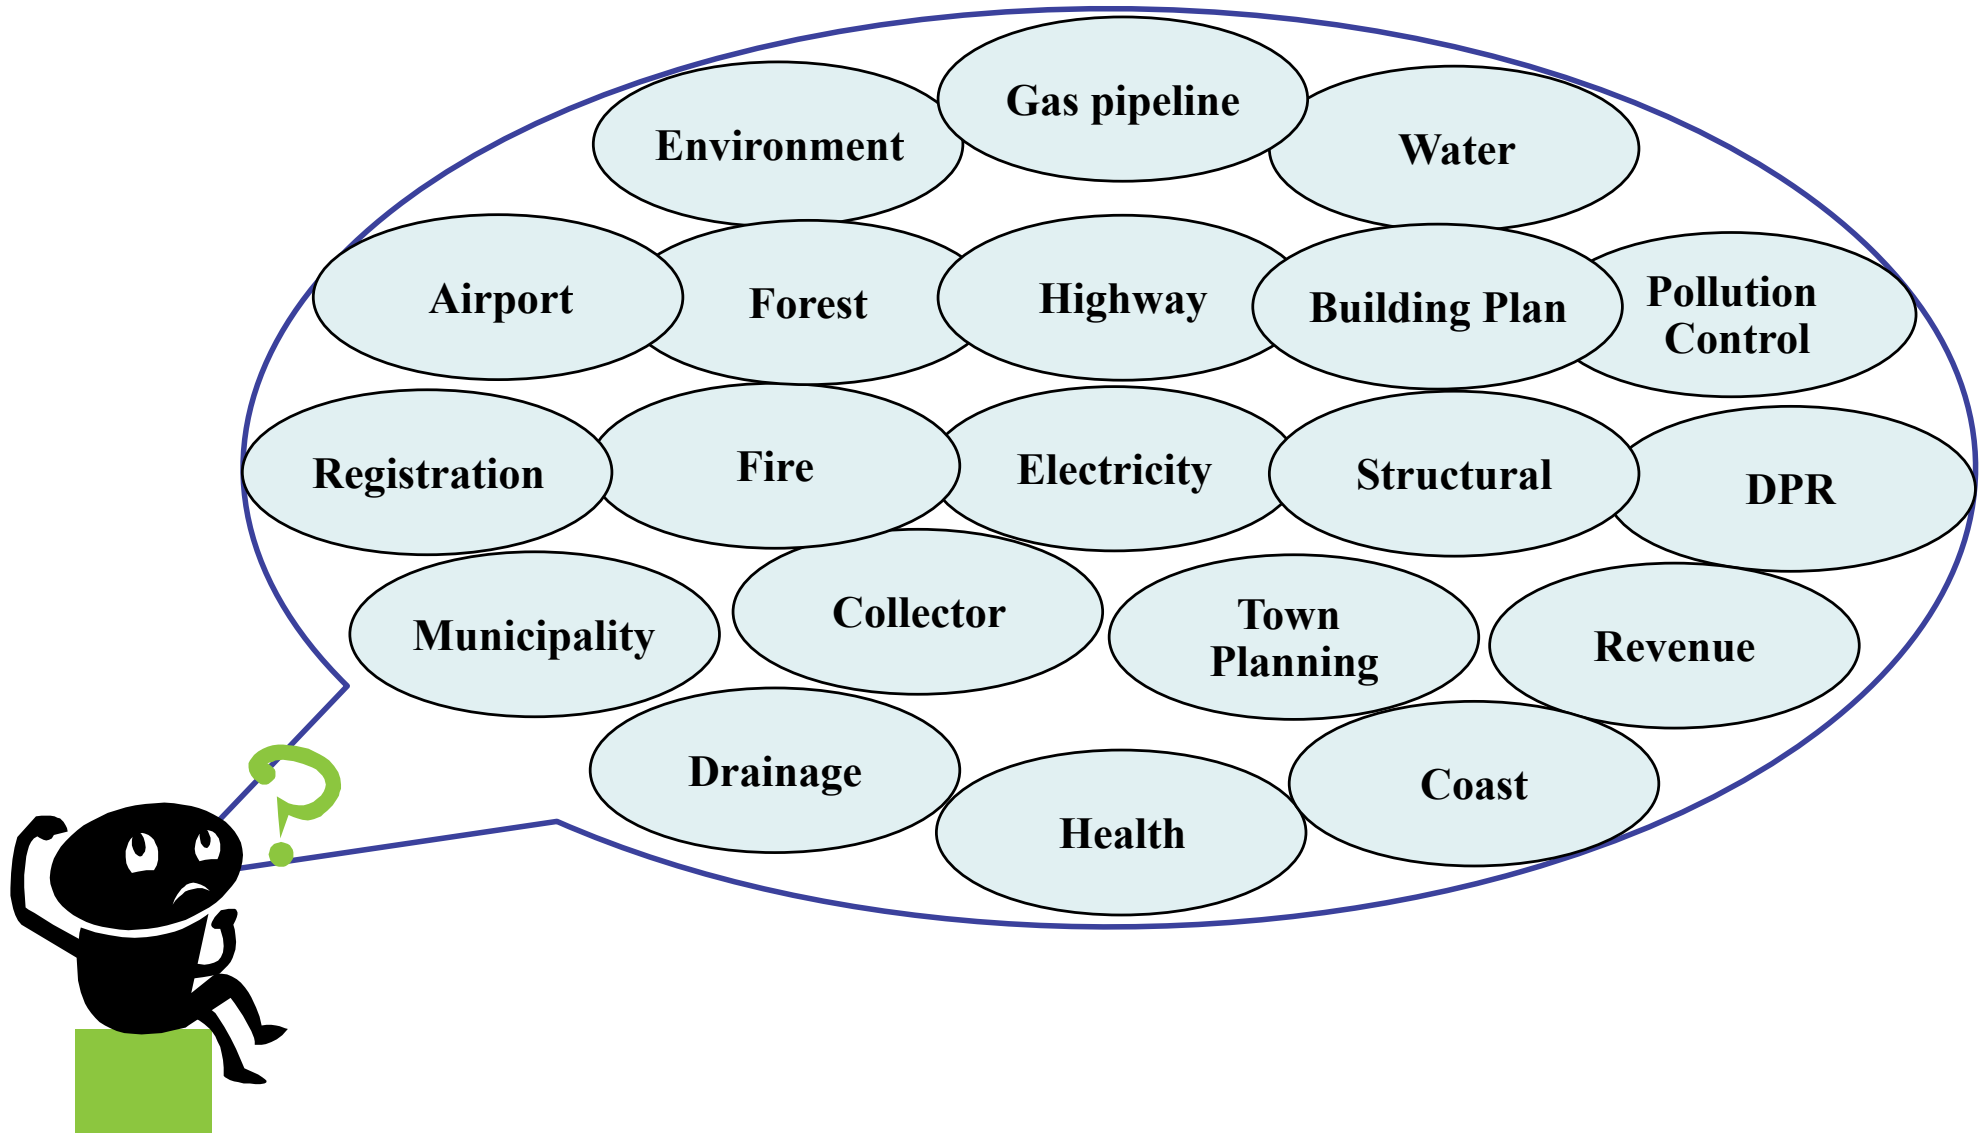 Environment
Gas pipeline
Water
Airport
Forest
Highway
Building Plan
Pollution
Control
Registration
Fire
Electricity
Structural
DPR
Municipality
Collector
Town
Planning
Revenue
Drainage
Health
Coast
?